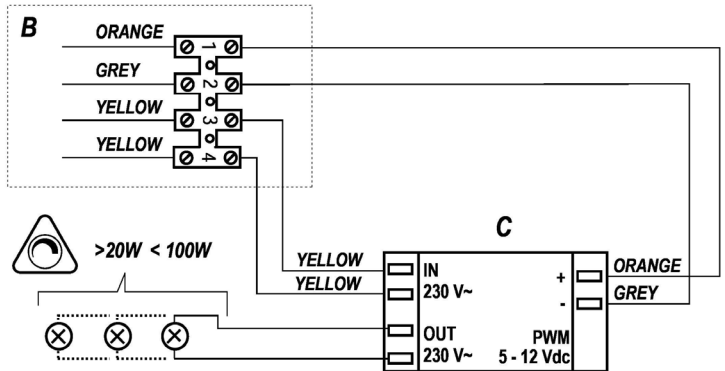 B
ORANGE
1
GREY
2
YELLOW
3
YELLOW
4
>20W < 100W
C
YELLOW
YELLOW
IN
230 V~
OUT
230 V~
+
-
PWM
5 - 12 Vdc
ORANGE
GREY